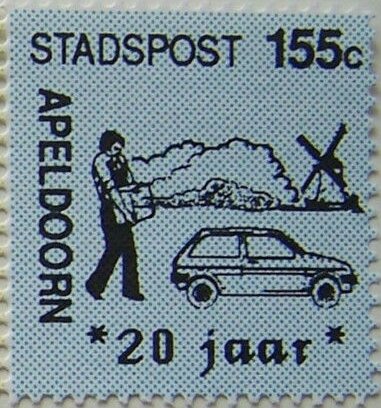 STADSPOST 155c
APELDOORN
*20 jaar*